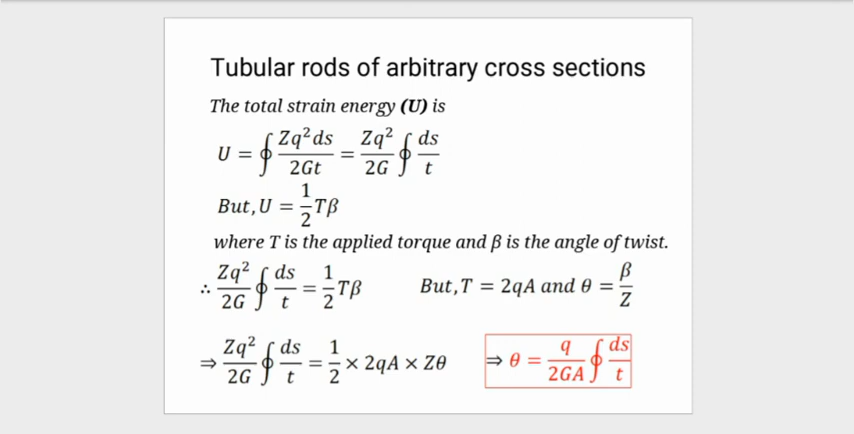 Tubular rods of arbitrary cross sections
The total strain energy (U) is
U = ∮ Zq²ds / 2Gt = Zq² / 2G ∮ ds / t
But, U = 1/2 Tβ
where T is the applied torque and β is the angle of twist.
∴ Zq² / 2G ∮ ds / t = 1/2 Tβ But, T = 2qA and θ = β / Z
⇒ Zq² / 2G ∮ ds / t = 1/2 × 2qA × Zθ ⇒ θ = q / 2GA ∮ ds / t